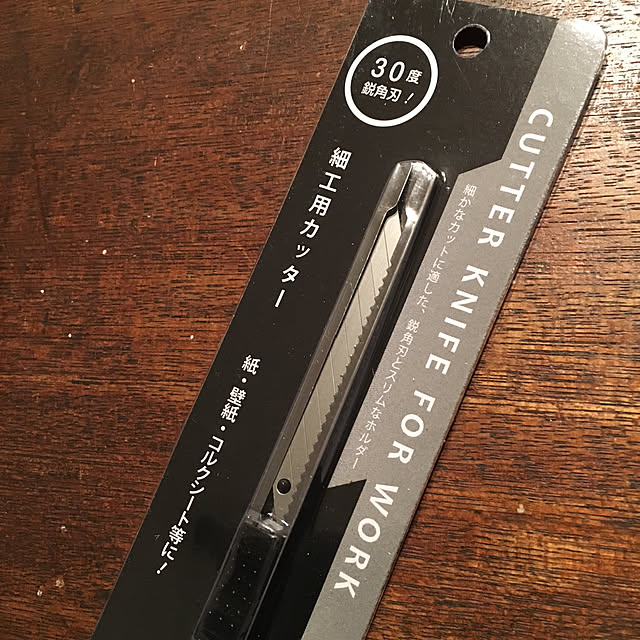 30度
鋭角刃!
細工用カッター
紙・壁紙・コルクシート等に!
細かなカットに適した、鋭角刃とスリムなホルダー
CUTTER KNIFE FOR WORK